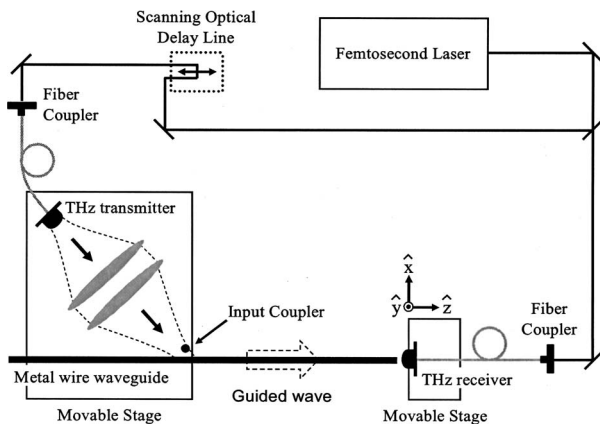 Scanning Optical
Delay Line
Femtosecond Laser
Fiber
Coupler
THz transmitter
Input Coupler
x̂
ŷ
ẑ
Fiber
Coupler
Metal wire waveguide
Guided wave
THz receiver
Movable Stage
Movable Stage